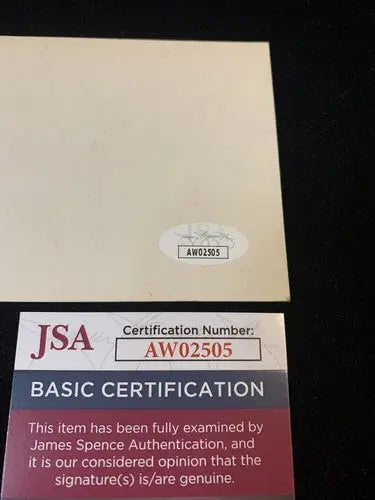 AW02505
JSA
Certification Number:
AW02505
BASIC CERTIFICATION
This item has been fully examined by
James Spence Authentication, and
it is our considered opinion that the
signature(s) is/are genuine.